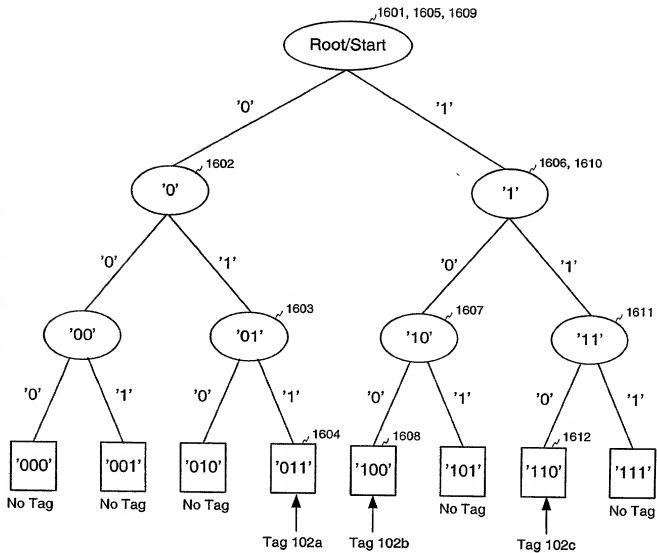 1601, 1605, 1609
Root/Start
'0' '1'
1602 1606, 1610
'0' '1'
'0' '1' '0' '1'
1603 1607 1611
'00' '01' '10' '11'
'0' '1' '0' '1' '0' '1' '0' '1'
1604 1608 1612
'000' '001' '010' '011' '100' '101' '110' '111'
No Tag No Tag No Tag No Tag No Tag
Tag 102a Tag 102b Tag 102c